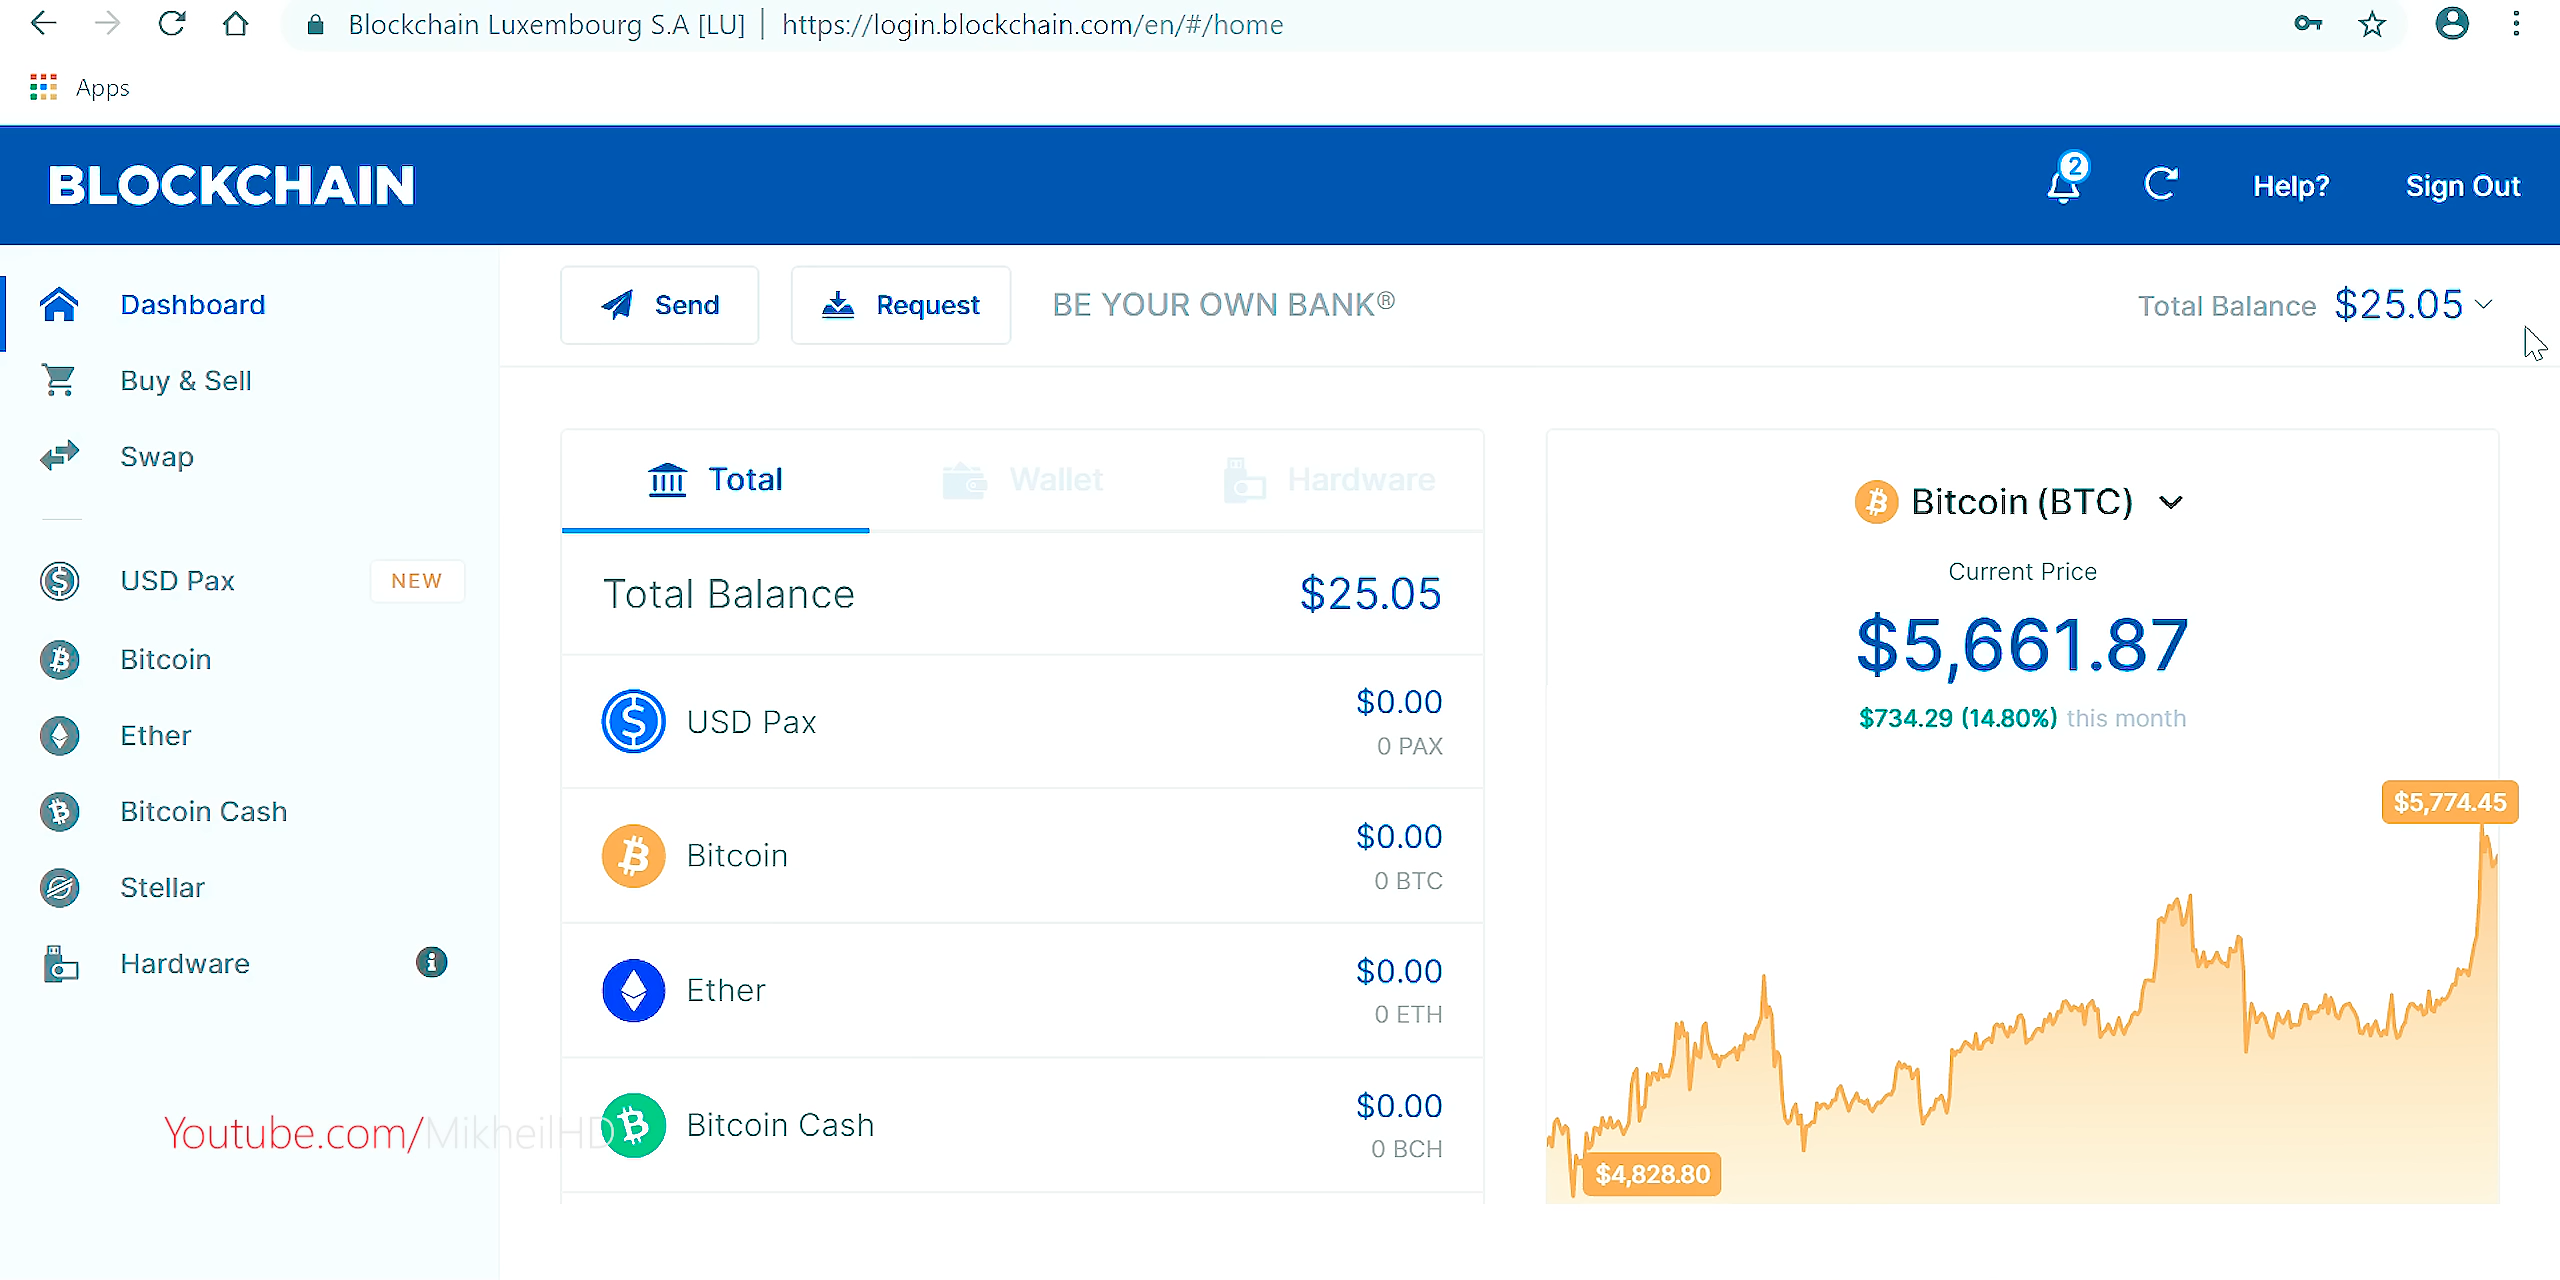 Blockchain Luxembourg S.A [LU] | https://login.blockchain.com/en/#/home
Apps
BLOCKCHAIN
2
Help?
Sign Out
Dashboard
Buy & Sell
Swap
USD Pax
NEW
Bitcoin
Ether
Bitcoin Cash
Stellar
Hardware
Send
Request
BE YOUR OWN BANK®
Total Balance $25.05
Total
Wallet
Hardware
Total Balance
$25.05
USD Pax
$0.00
0 PAX
Bitcoin
$0.00
0 BTC
Ether
$0.00
0 ETH
Bitcoin Cash
$0.00
0 BCH
Bitcoin (BTC)
Current Price
$5,661.87
$734.29 (14.80%) this month
$5,774.45
$4,828.80
Youtube.com/MikheilHD